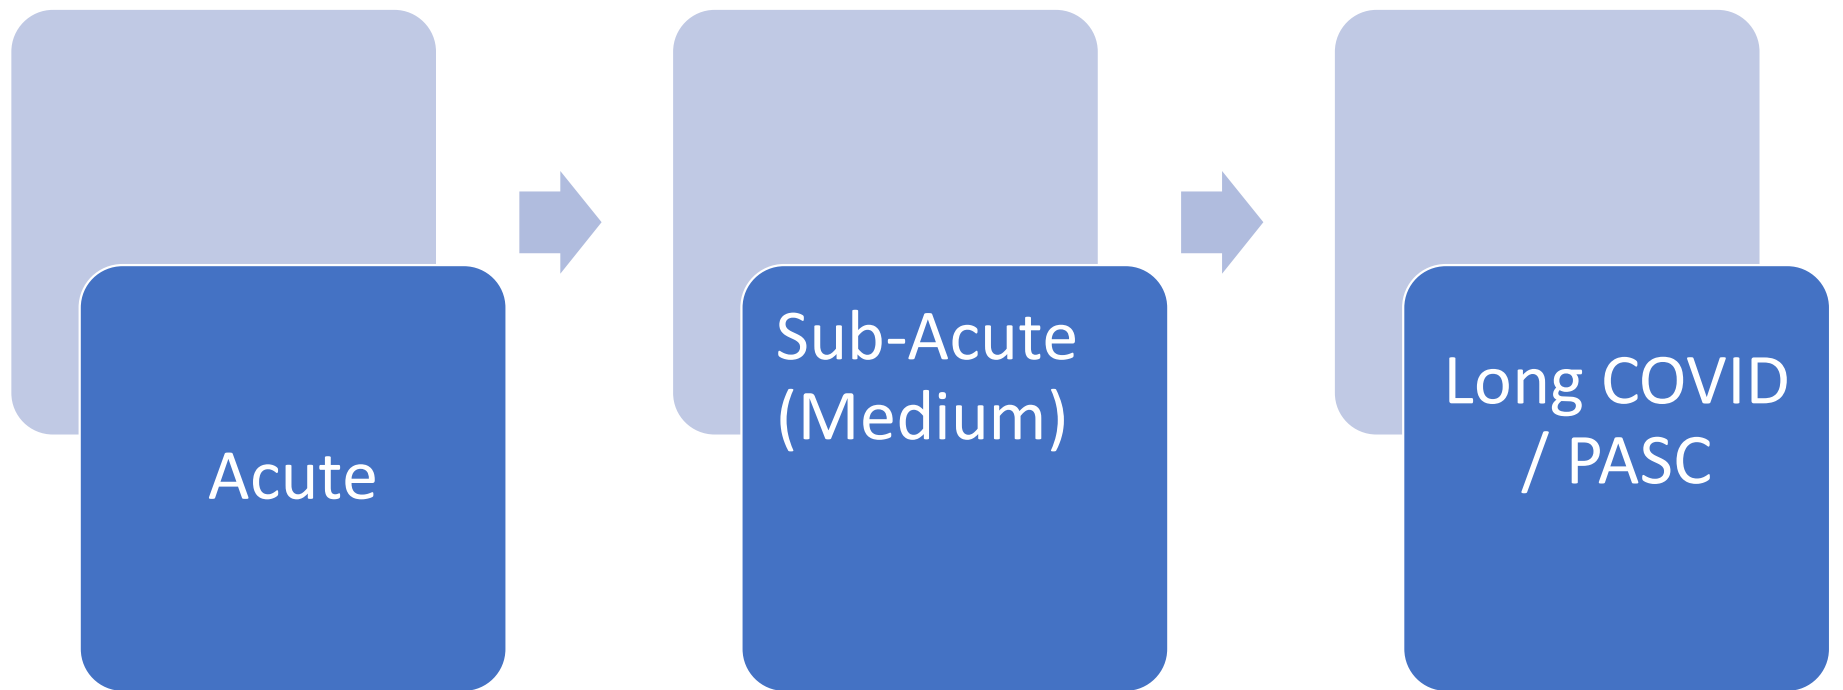 Acute
Sub-Acute
(Medium)
Long COVID
/ PASC